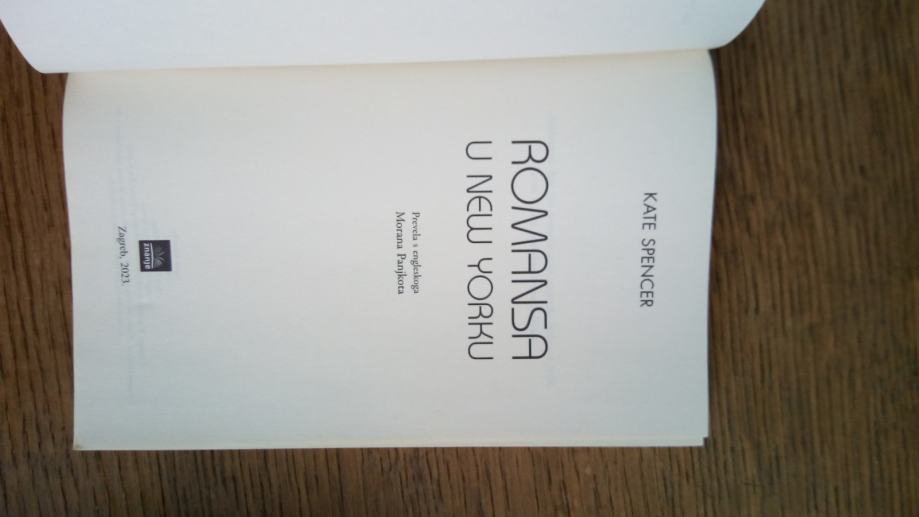 KATE SPENCER
ROMANSA
U NEW YORKU
Prevela s engleskoga
Morana Panjkota
znanje
Zagreb, 2023.